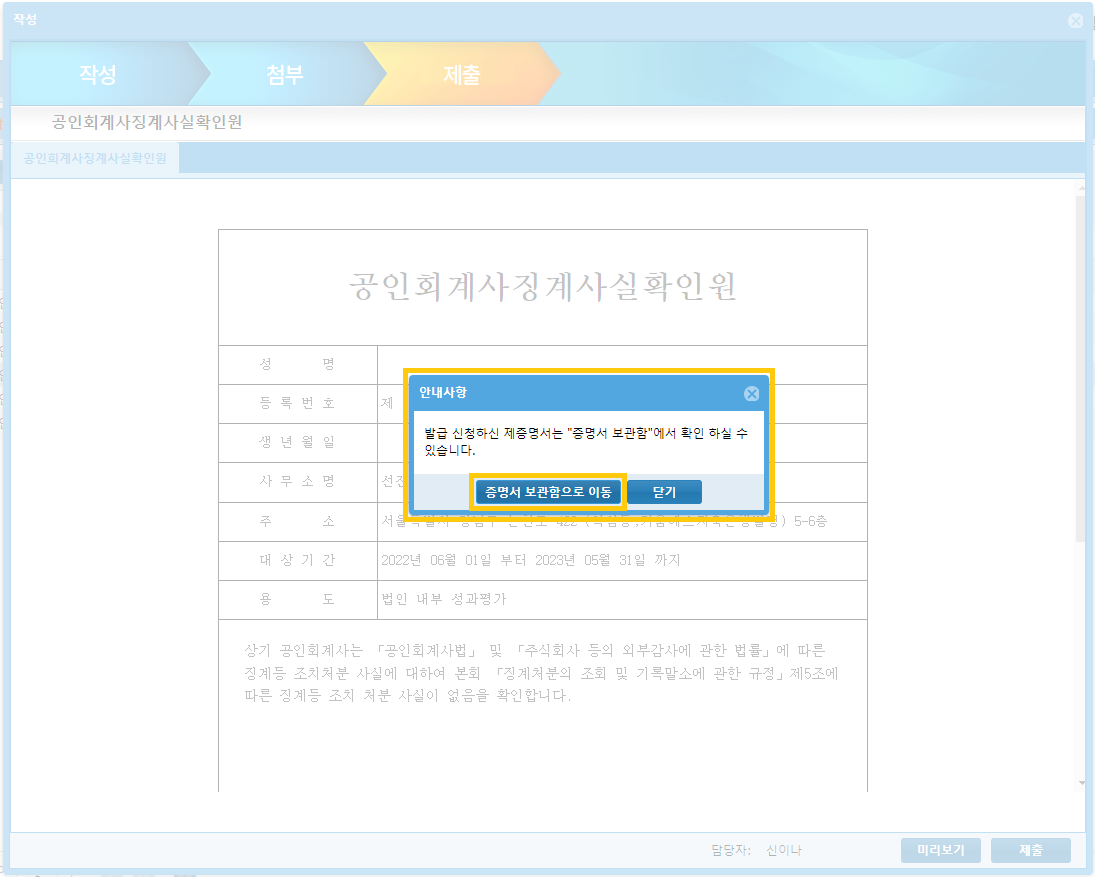 작성
작성 첨부 제출
공인회계사징계사실확인원
공인회계사징계사실확인원
공인회계사징계사실확인원
성 명
등 록 번 호 제
생 년 월 일
사 무 소 명 선진
주 소 5-6층
대 상 기 간 2022년 06월 01일 부터 2023년 05월 31일 까지
용 도 법인 내부 성과평가
안내사항
발급 신청하신 제증명서는 "증명서 보관함"에서 확인 하실 수
있습니다.
증명서 보관함으로 이동 닫기
상기 공인회계사는 「공인회계사법」 및 「주식회사 등의 외부감사에 관한 법률」에 따른
징계등 조치처분 사실에 대하여 본회 「징계처분의 조회 및 기록말소에 관한 규정」제5조에
따른 징계등 조치 처분 사실이 없음을 확인합니다.
담당자: 신이나 미리보기 제출